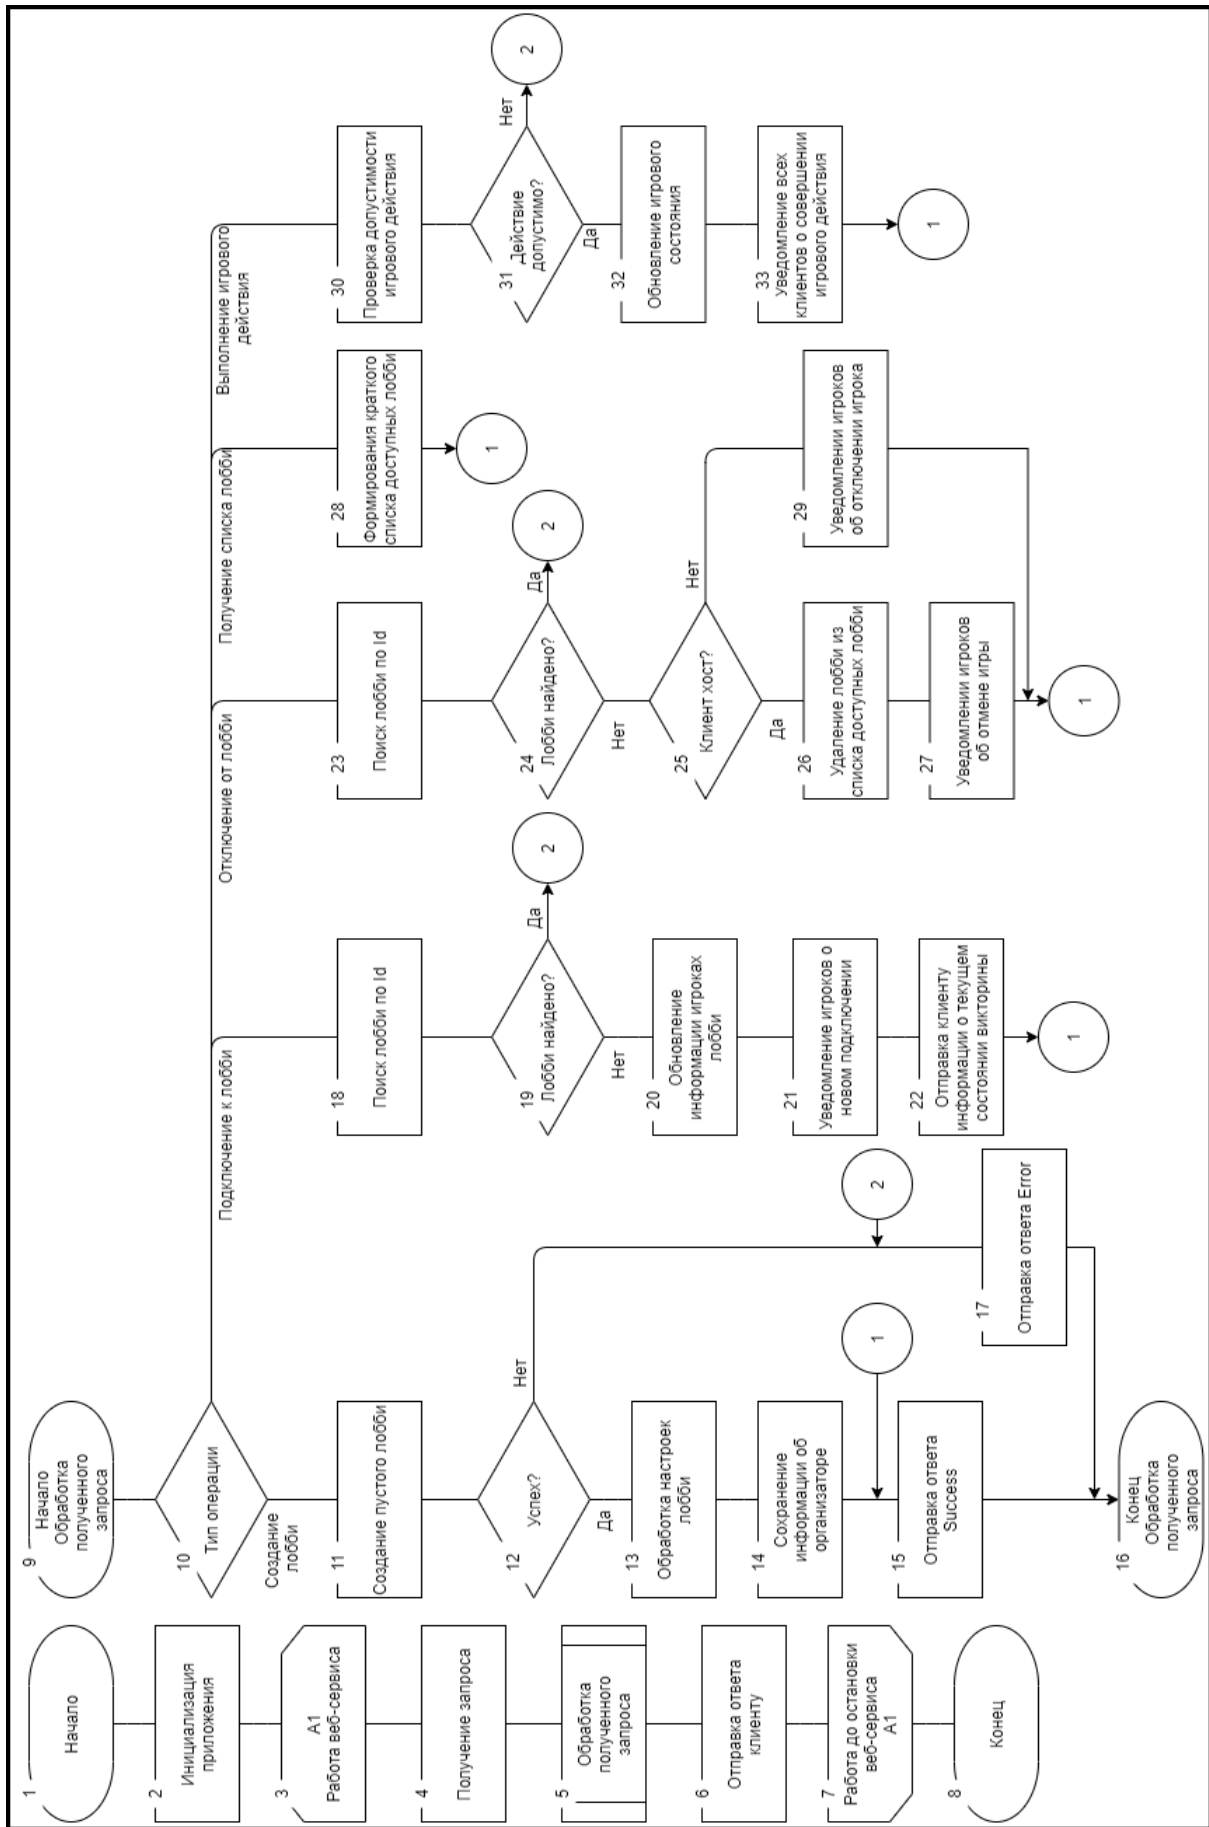 1
Начало
2
Инициализация
приложения
3
А1
Работа веб-сервиса
4
Получение запроса
5
Обработка
полученного
запроса
6
Отправка ответа
клиенту
7
Работа до остановки
веб-сервиса
А1
8
Конец
9
Начало
Обработка
полученного
запроса
10
Тип операции
Создание
лобби
11
Создание пустого лобби
12
Успех?
Нет
Да
13
Обработка настроек
лобби
14
Сохранение
информации об
организаторе
1
15
Отправка ответа
Success
16
Конец
Обработка
полученного
запроса
2
17
Отправка ответа Error
Подключение к лобби
18
Поиск лобби по Id
19
Лобби найдено?
Да
2
Нет
20
Обновление
информации игроках
лобби
21
Уведомление игроков о
новом подключении
22
Отправка клиенту
информации о текущем
состоянии викторины
1
Отключение от лобби
23
Поиск лобби по Id
24
Лобби найдено?
Да
2
Нет
25
Клиент хост?
Нет
Да
26
Удаление лобби из
списка доступных лобби
27
Уведомлении игроков
об отмене игры
1
Получение списка лобби
28
Формирования краткого
списка доступных лобби
1
29
Уведомлении игроков
об отключении игрока
Выполнение игрового
действия
30
Проверка допустимости
игрового действия
31
Действие
допустимо?
Нет
2
Да
32
Обновление игрового
состояния
33
Уведомление всех
клиентов о совершении
игрового действия
1